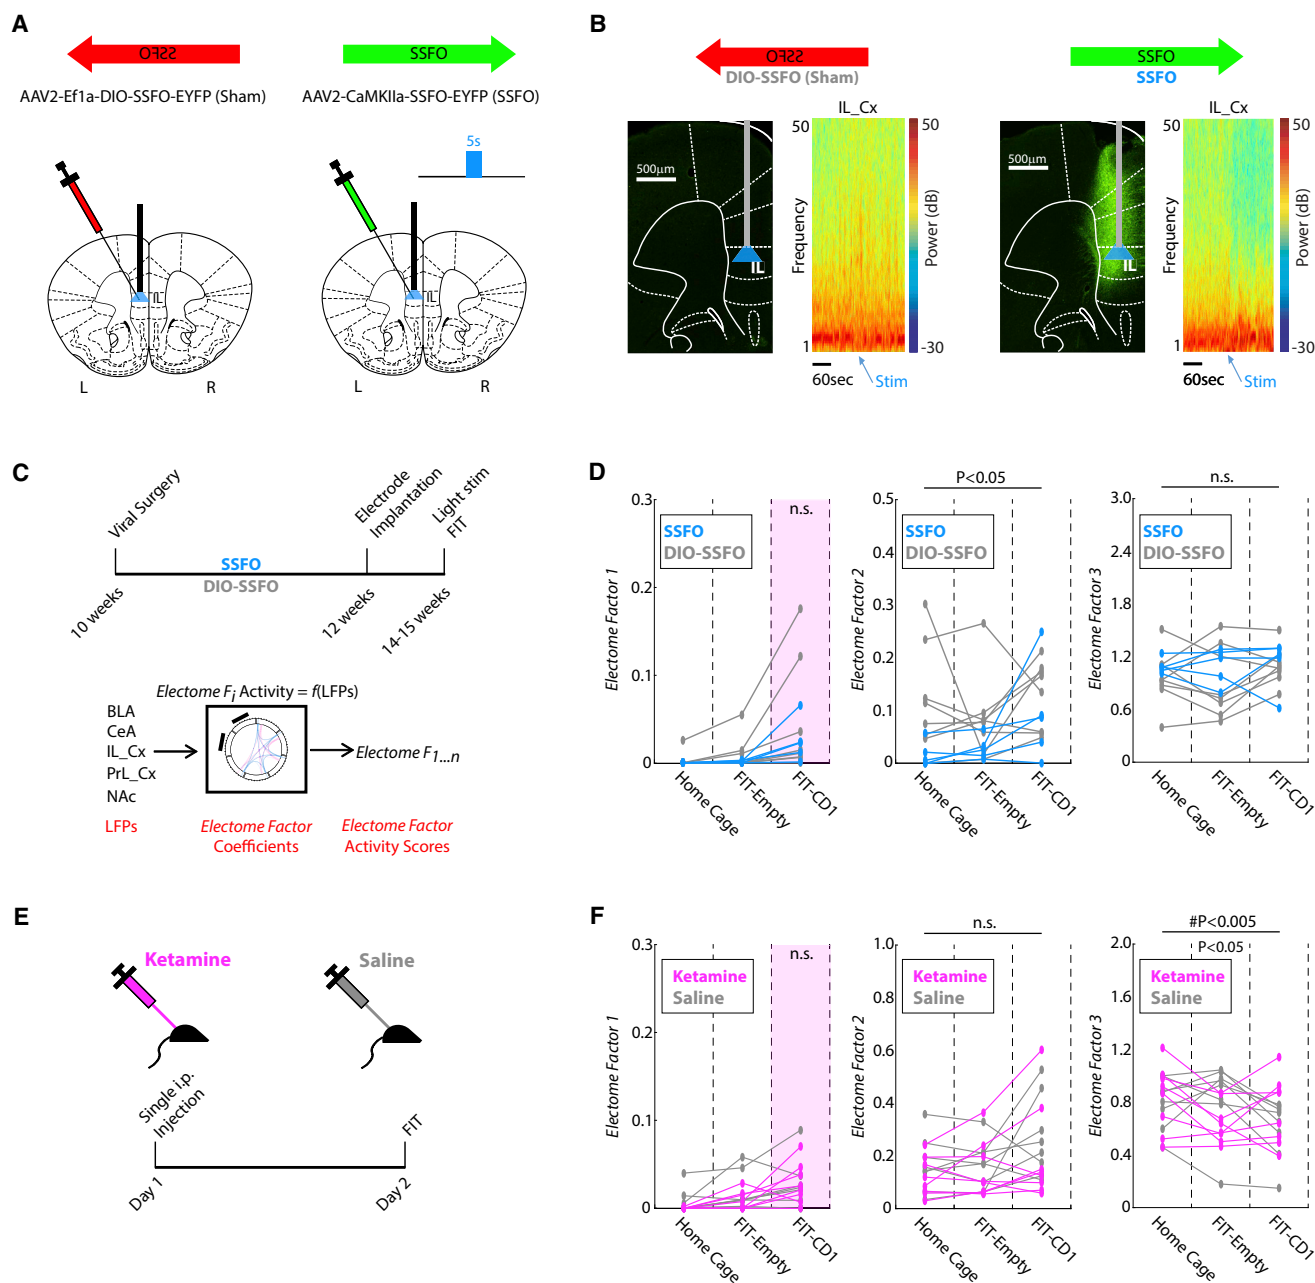 A
SSFO
SSFO
AAV2-Ef1a-DIO-SSFO-EYFP (Sham)
AAV2-CaMKIIa-SSFO-EYFP (SSFO)
5s
IL
IL
L
R
L
R
B
SSFO
DIO-SSFO (Sham)
SSFO
SSFO
IL_Cx
IL_Cx
500μm
IL
50
Frequency
1
50
Power (dB)
-30
60sec
Stim
500μm
IL
50
Frequency
1
50
Power (dB)
-30
60sec
Stim
C
Viral Surgery
Electrode
Implantation
Light stim
FIT
SSFO
DIO-SSFO
10 weeks
12 weeks
14-15 weeks
Electome Fi Activity = f(LFPs)
BLA
CeA
IL_Cx
PrL_Cx
NAc
Electome F1...n
LFPs
Electome Factor
Coefficients
Electome Factor
Activity Scores
D
0.3
0.2
0.1
0
Electome Factor 1
SSFO
DIO-SSFO
n.s.
Home Cage
FIT-Empty
FIT-CD1
P<0.05
0.5
0.4
0.3
0.2
0.1
0
Electome Factor 2
SSFO
DIO-SSFO
Home Cage
FIT-Empty
FIT-CD1
n.s.
3.0
2.4
1.8
1.2
0.6
0
Electome Factor 3
SSFO
DIO-SSFO
Home Cage
FIT-Empty
FIT-CD1
E
Ketamine
Saline
Single i.p.
Injection
FIT
Day 1
Day 2
F
0.3
0.2
0.1
0
Electome Factor 1
Ketamine
Saline
n.s.
Home Cage
FIT-Empty
FIT-CD1
n.s.
1.0
0.8
0.6
0.4
0.2
0
Electome Factor 2
Ketamine
Saline
Home Cage
FIT-Empty
FIT-CD1
#P<0.005
P<0.05
2.0
1.6
1.2
0.8
0.4
0
Electome Factor 3
Ketamine
Saline
Home Cage
FIT-Empty
FIT-CD1